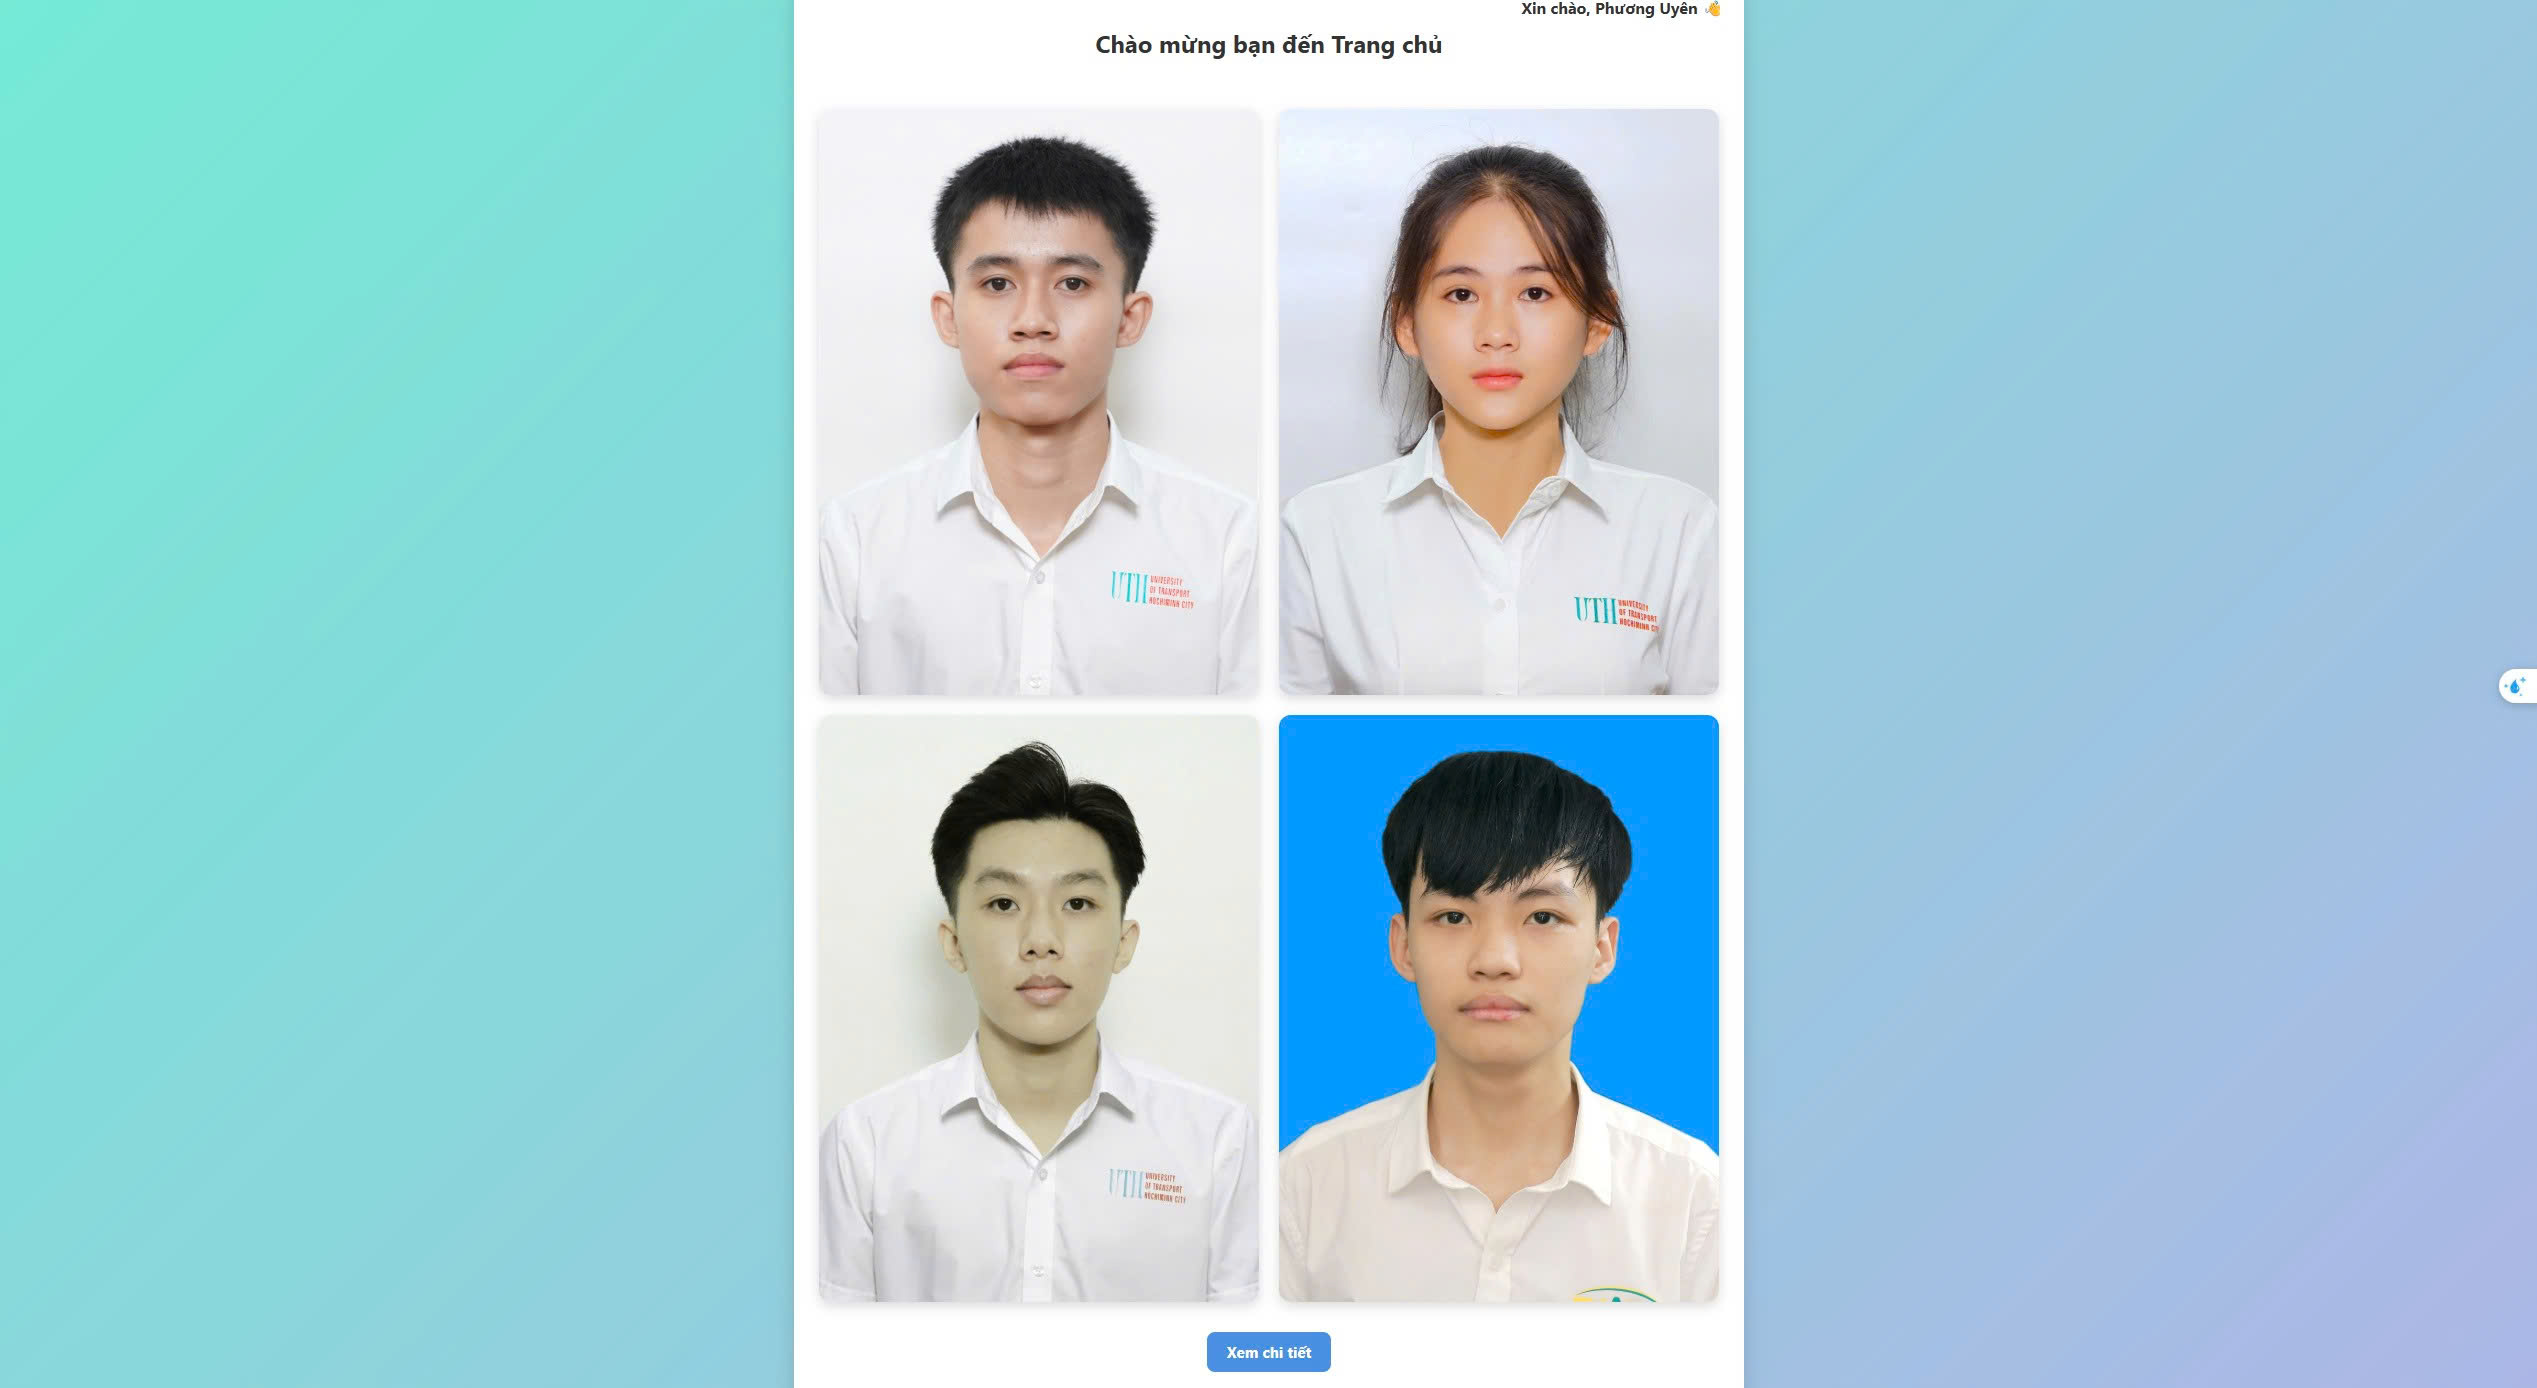 Xin chào, Phương Uyên 👋
Chào mừng bạn đến Trang chủ
UTH UNIVERSITY
OF TRANSPORT
HOCHIMINH CITY
UTH UNIVERSITY
OF TRANSPORT
HOCHIMINH CITY
UTH UNIVERSITY
OF TRANSPORT
HOCHIMINH CITY
Xem chi tiết